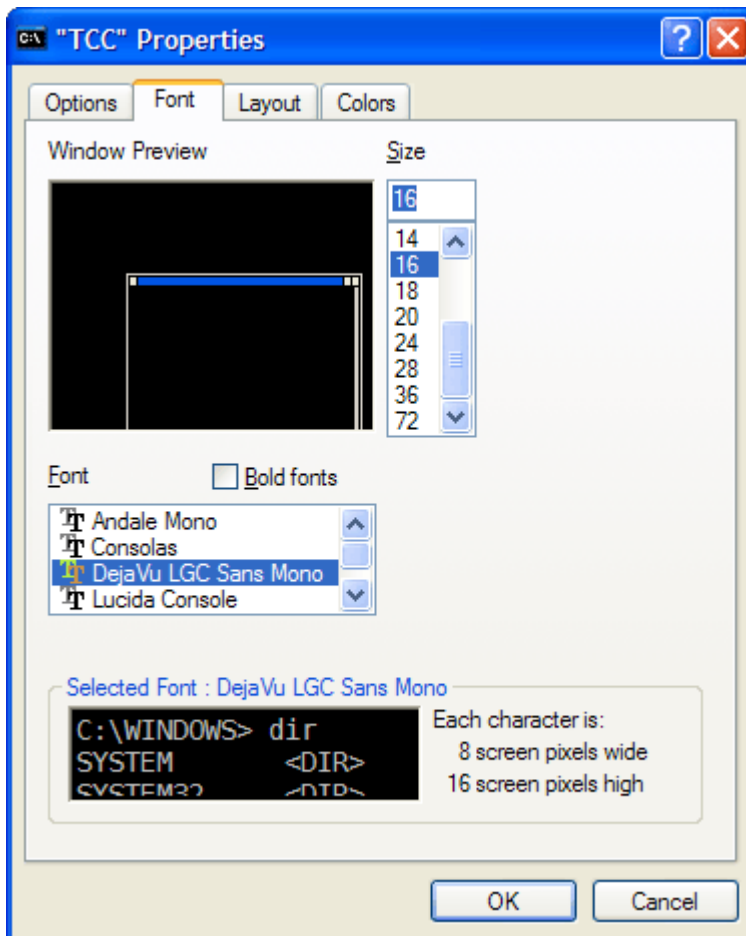 C:\ "TCC" Properties
Options Font Layout Colors
Window Preview
Size
16
14
16
18
20
24
28
36
72
Font
Bold fonts
Andale Mono
Consolas
DejaVu LGC Sans Mono
Lucida Console
Selected Font : DejaVu LGC Sans Mono
C:\WINDOWS> dir
SYSTEM <DIR>
SYSTEM32 <DIR>
Each character is:
8 screen pixels wide
16 screen pixels high
OK Cancel